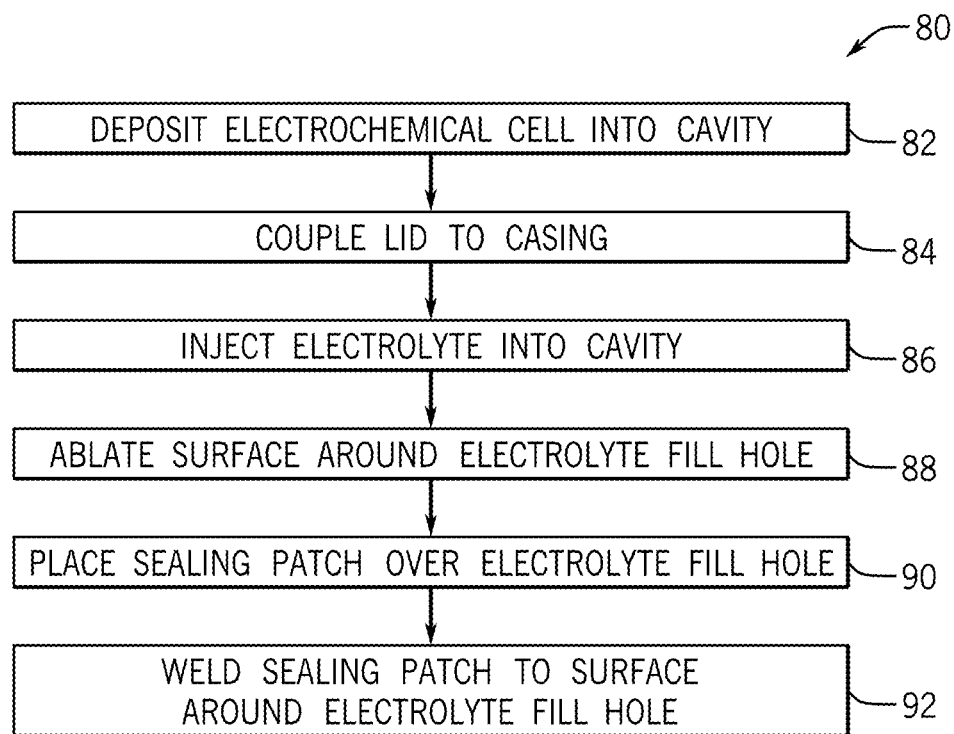 80
DEPOSIT ELECTROCHEMICAL CELL INTO CAVITY
82
COUPLE LID TO CASING
84
INJECT ELECTROLYTE INTO CAVITY
86
ABLATE SURFACE AROUND ELECTROLYTE FILL HOLE
88
PLACE SEALING PATCH OVER ELECTROLYTE FILL HOLE
90
WELD SEALING PATCH TO SURFACE
AROUND ELECTROLYTE FILL HOLE
92